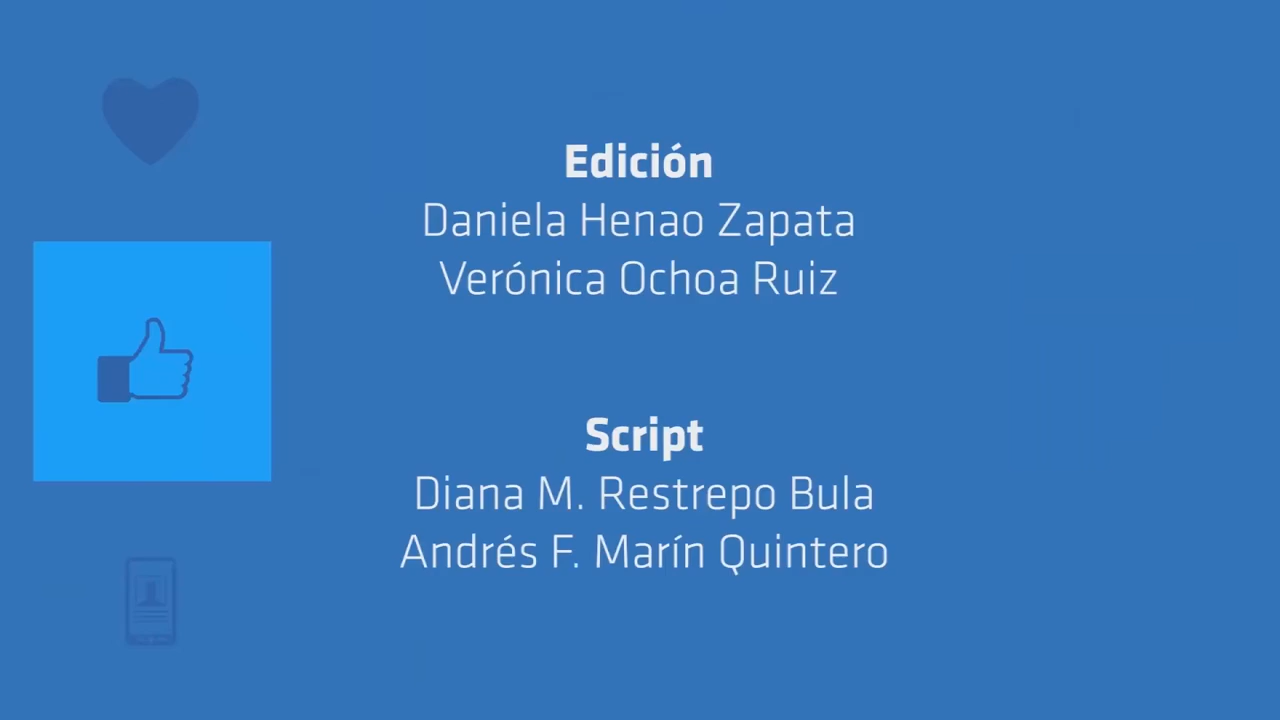 Edición
Daniela Henao Zapata
Verónica Ochoa Ruiz
Script
Diana M. Restrepo Bula
Andrés F. Marín Quintero